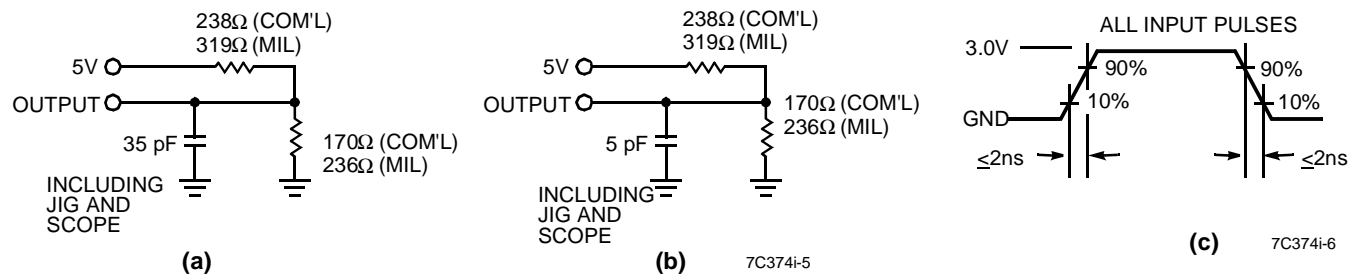 238Ω (COM'L)
319Ω (MIL)
5V
OUTPUT
35 pF
170Ω (COM'L)
236Ω (MIL)
INCLUDING
JIG AND
SCOPE
(a)
238Ω (COM'L)
319Ω (MIL)
5V
OUTPUT
5 pF
170Ω (COM'L)
236Ω (MIL)
INCLUDING
JIG AND
SCOPE
(b)
7C374i-5
ALL INPUT PULSES
3.0V
90%
10%
90%
10%
GND
≤2ns
≤2ns
(c)
7C374i-6